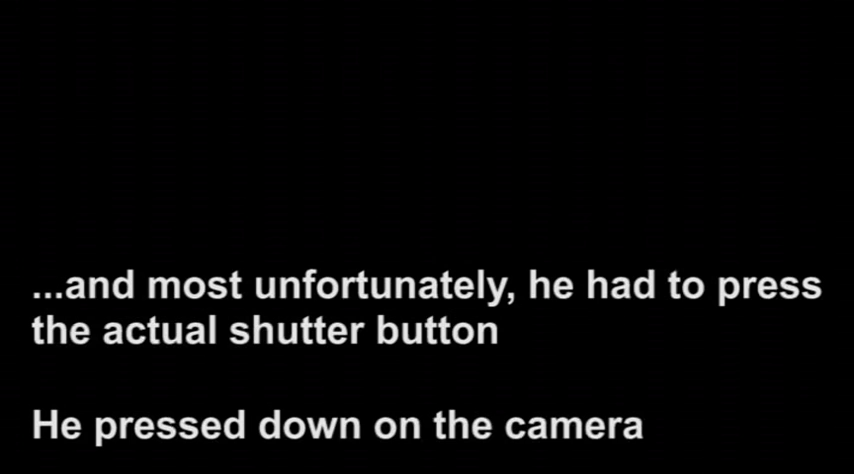 ...and most unfortunately, he had to press
the actual shutter button
He pressed down on the camera